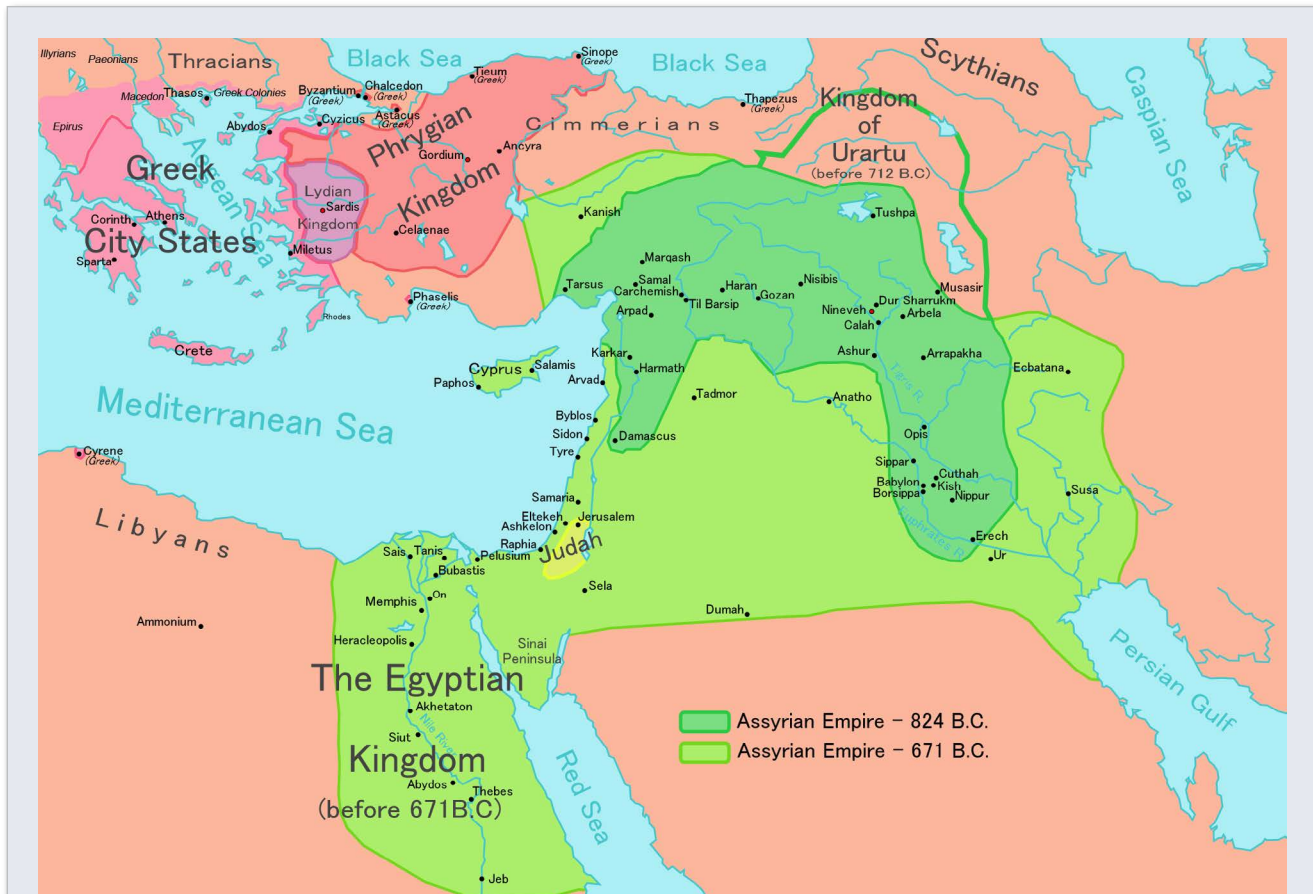 Illyrians
Paeonians
Thracians
Black Sea
Sinope
(Greek)
Black Sea
Scythians
Caspian Sea
Tieum
(Greek)
Macedon
Thasos
Greek Colonies
Byzantium
(Greek)
Chalcedon
(Greek)
Astacus
(Greek)
Thapezus
(Greek)
Kingdom
of
Urartu
(before 712 B.C)
Epirus
Abydos
Cyzicus
Phrygian
Kingdom
Cimmerians
Gordium
Ancyra
Aegean Sea
Greek
City States
Lydian
Kingdom
Sardis
Celaenae
Corinth
Athens
Sparta
Miletus
Kanish
Tushpa
Marqash
Tarsus
Samal
Carchemish
Til Barsip
Haran
Gozan
Nisibis
Musasir
Phaselis
(Greek)
Rhodes
Arpad
Nineveh
Dur Sharrukm
Arbela
Calah
Crete
Cyprus
Salamis
Paphos
Karkar
Harmath
Arvad
Ashur
Arrapakha
Ecbatana
Tigris R.
Tadmor
Anatho
Mediterranean Sea
Byblos
Sidon
Damascus
Tyre
Opis
Cyrene
(Greek)
Sippar
Cuthah
Babylon
Kish
Borsippa
Nippur
Susa
Samaria
Libyans
Eltekeh
Jerusalem
Ashkelon
Euphrates R.
Raphia
Judah
Erech
Ur
Sais
Tanis
Pelusium
Bubastis
On
Memphis
Sela
Dumah
Ammonium
Heracleopolis
Sinai
Peninsula
Persian Gulf
The Egyptian
Kingdom
(before 671B.C)
Akhetaton
Nile River
Siut
Abydos
Thebes
Red Sea
Jeb
Assyrian Empire - 824 B.C.
Assyrian Empire - 671 B.C.